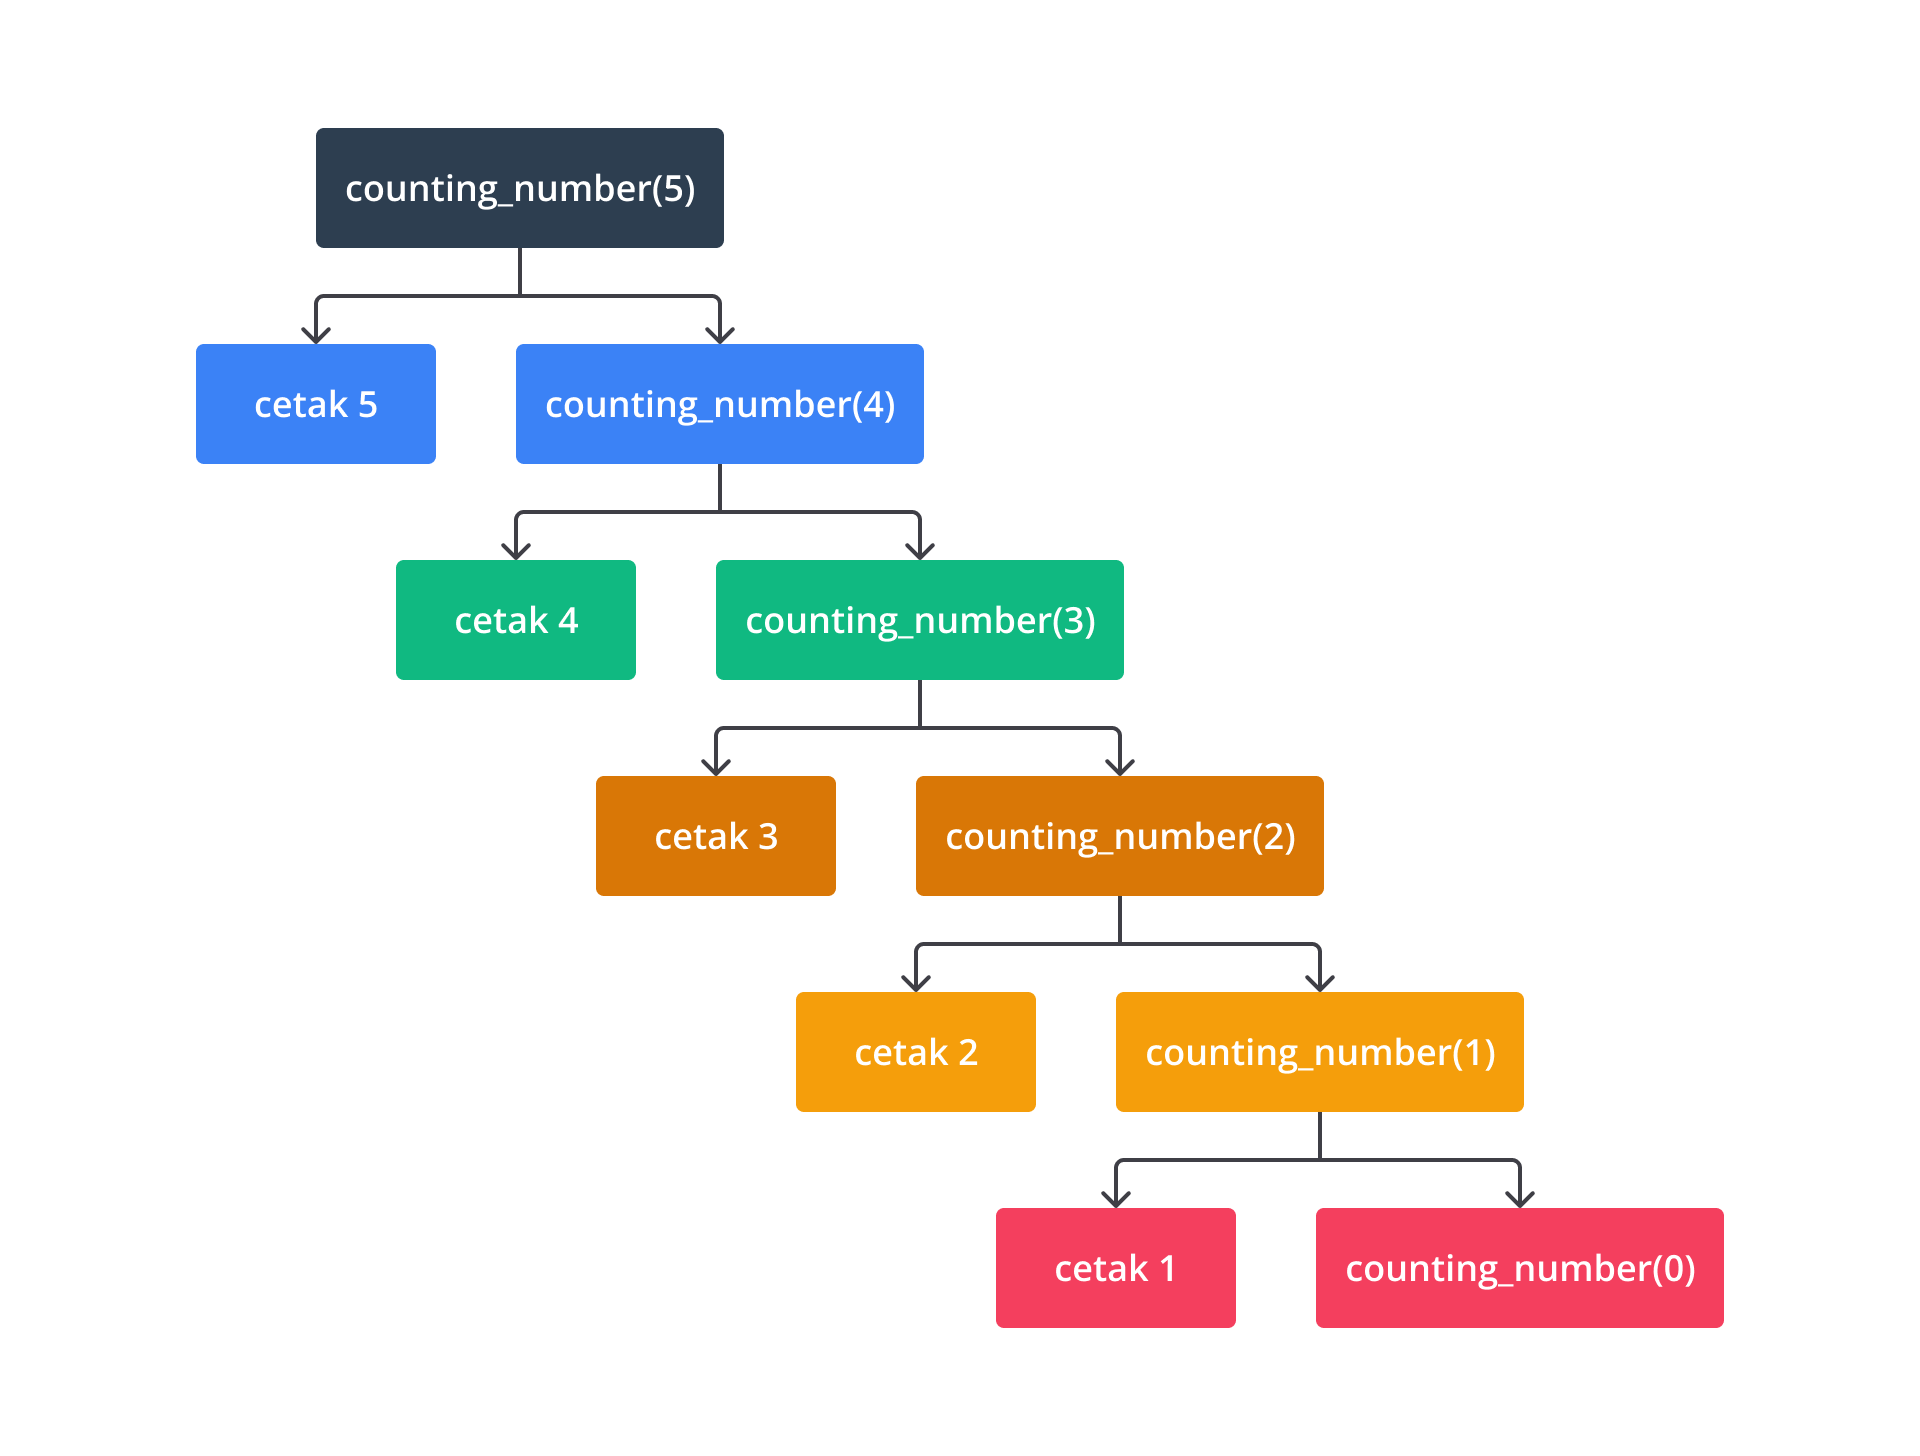 counting_number(5)
cetak 5
counting_number(4)
cetak 4
counting_number(3)
cetak 3
counting_number(2)
cetak 2
counting_number(1)
cetak 1
counting_number(0)